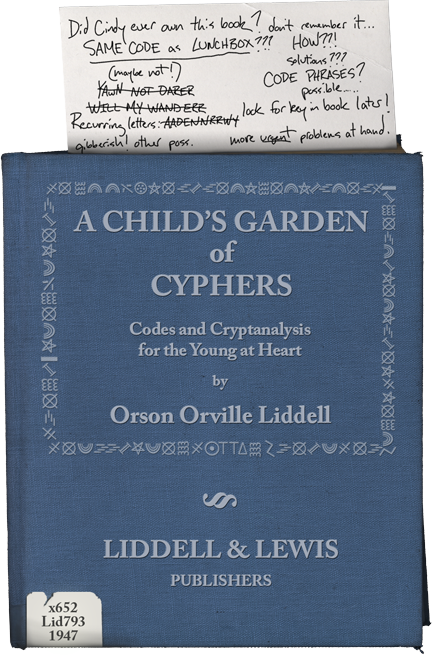 Did Cindy ever own this book? don't remember it...
SAME CODE as LUNCHBOX??? HOW??!!
(maybe not!) solutions???
YAWN NOT DARER CODE PHRASES?
WILL MY WANDERER possible.....
Recurring letters: AADENNRRWY look for key in book later!
gibberish! other poss. more urgent problems at hand!
A CHILD'S GARDEN
of
CYPHERS
Codes and Cryptanalysis
for the Young at Heart
by
Orson Orville Liddell
LIDDELL & LEWIS
PUBLISHERS
x652
Lid793
1947